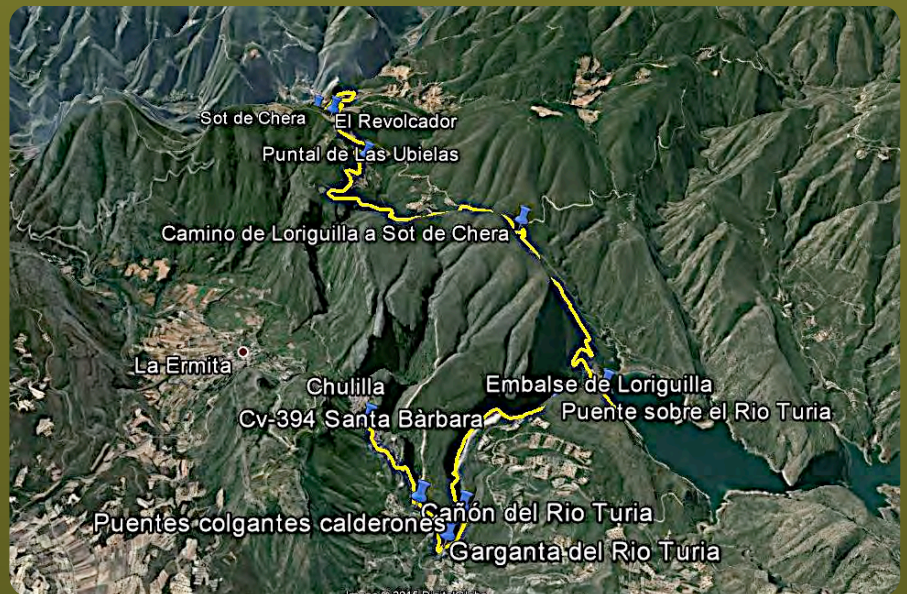 Sot de Chera
El Revolcador
Puntal de Las Ubielas
Camino de Loriguilla a Sot de Chera
La Ermita
Chulilla
Embalse de Loriguilla
Cv-394 Santa Bàrbara
Puente sobre el Rio Turia
Cañón del Rio Turia
Puentes colgantes calderones
Garganta del Rio Turia